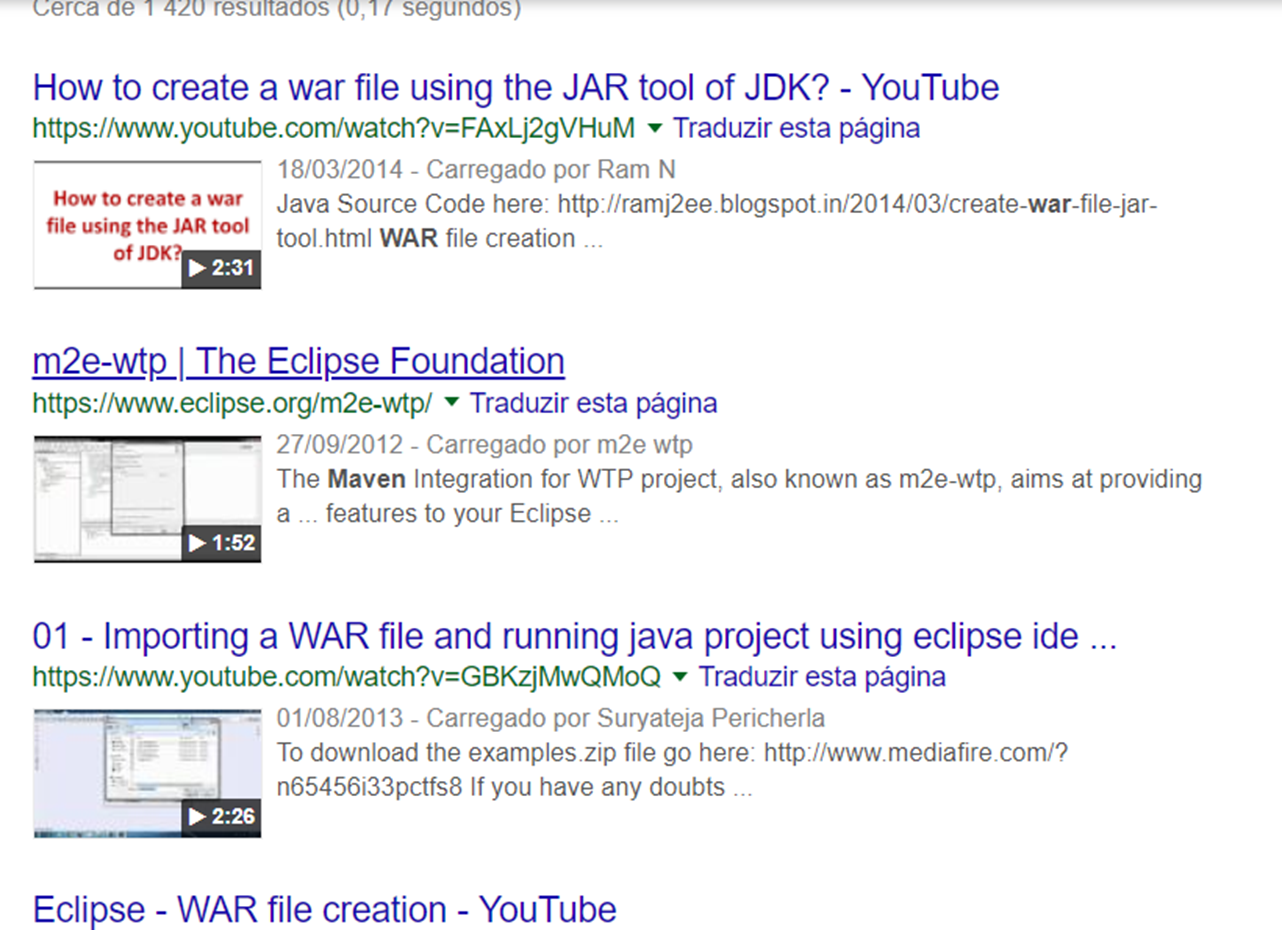 Cerca de 1 420 resultados (0,17 segundos)
How to create a war file using the JAR tool of JDK? - YouTube
https://www.youtube.com/watch?v=FAxLj2gVHuM ▼ Traduzir esta página
18/03/2014 - Carregado por Ram N
Java Source Code here: http://ramj2ee.blogspot.in/2014/03/create-war-file-jar-
tool.html WAR file creation ...
How to create a war
file using the JAR tool
of JDK?
▶ 2:31
m2e-wtp | The Eclipse Foundation
https://www.eclipse.org/m2e-wtp/ ▼ Traduzir esta página
27/09/2012 - Carregado por m2e wtp
The Maven Integration for WTP project, also known as m2e-wtp, aims at providing
a ... features to your Eclipse ...
▶ 1:52
01 - Importing a WAR file and running java project using eclipse ide ...
https://www.youtube.com/watch?v=GBKzjMwQMoQ ▼ Traduzir esta página
01/08/2013 - Carregado por Suryateja Pericherla
To download the examples.zip file go here: http://www.mediafire.com/?
n65456i33pctfs8 If you have any doubts ...
▶ 2:26
Eclipse - WAR file creation - YouTube